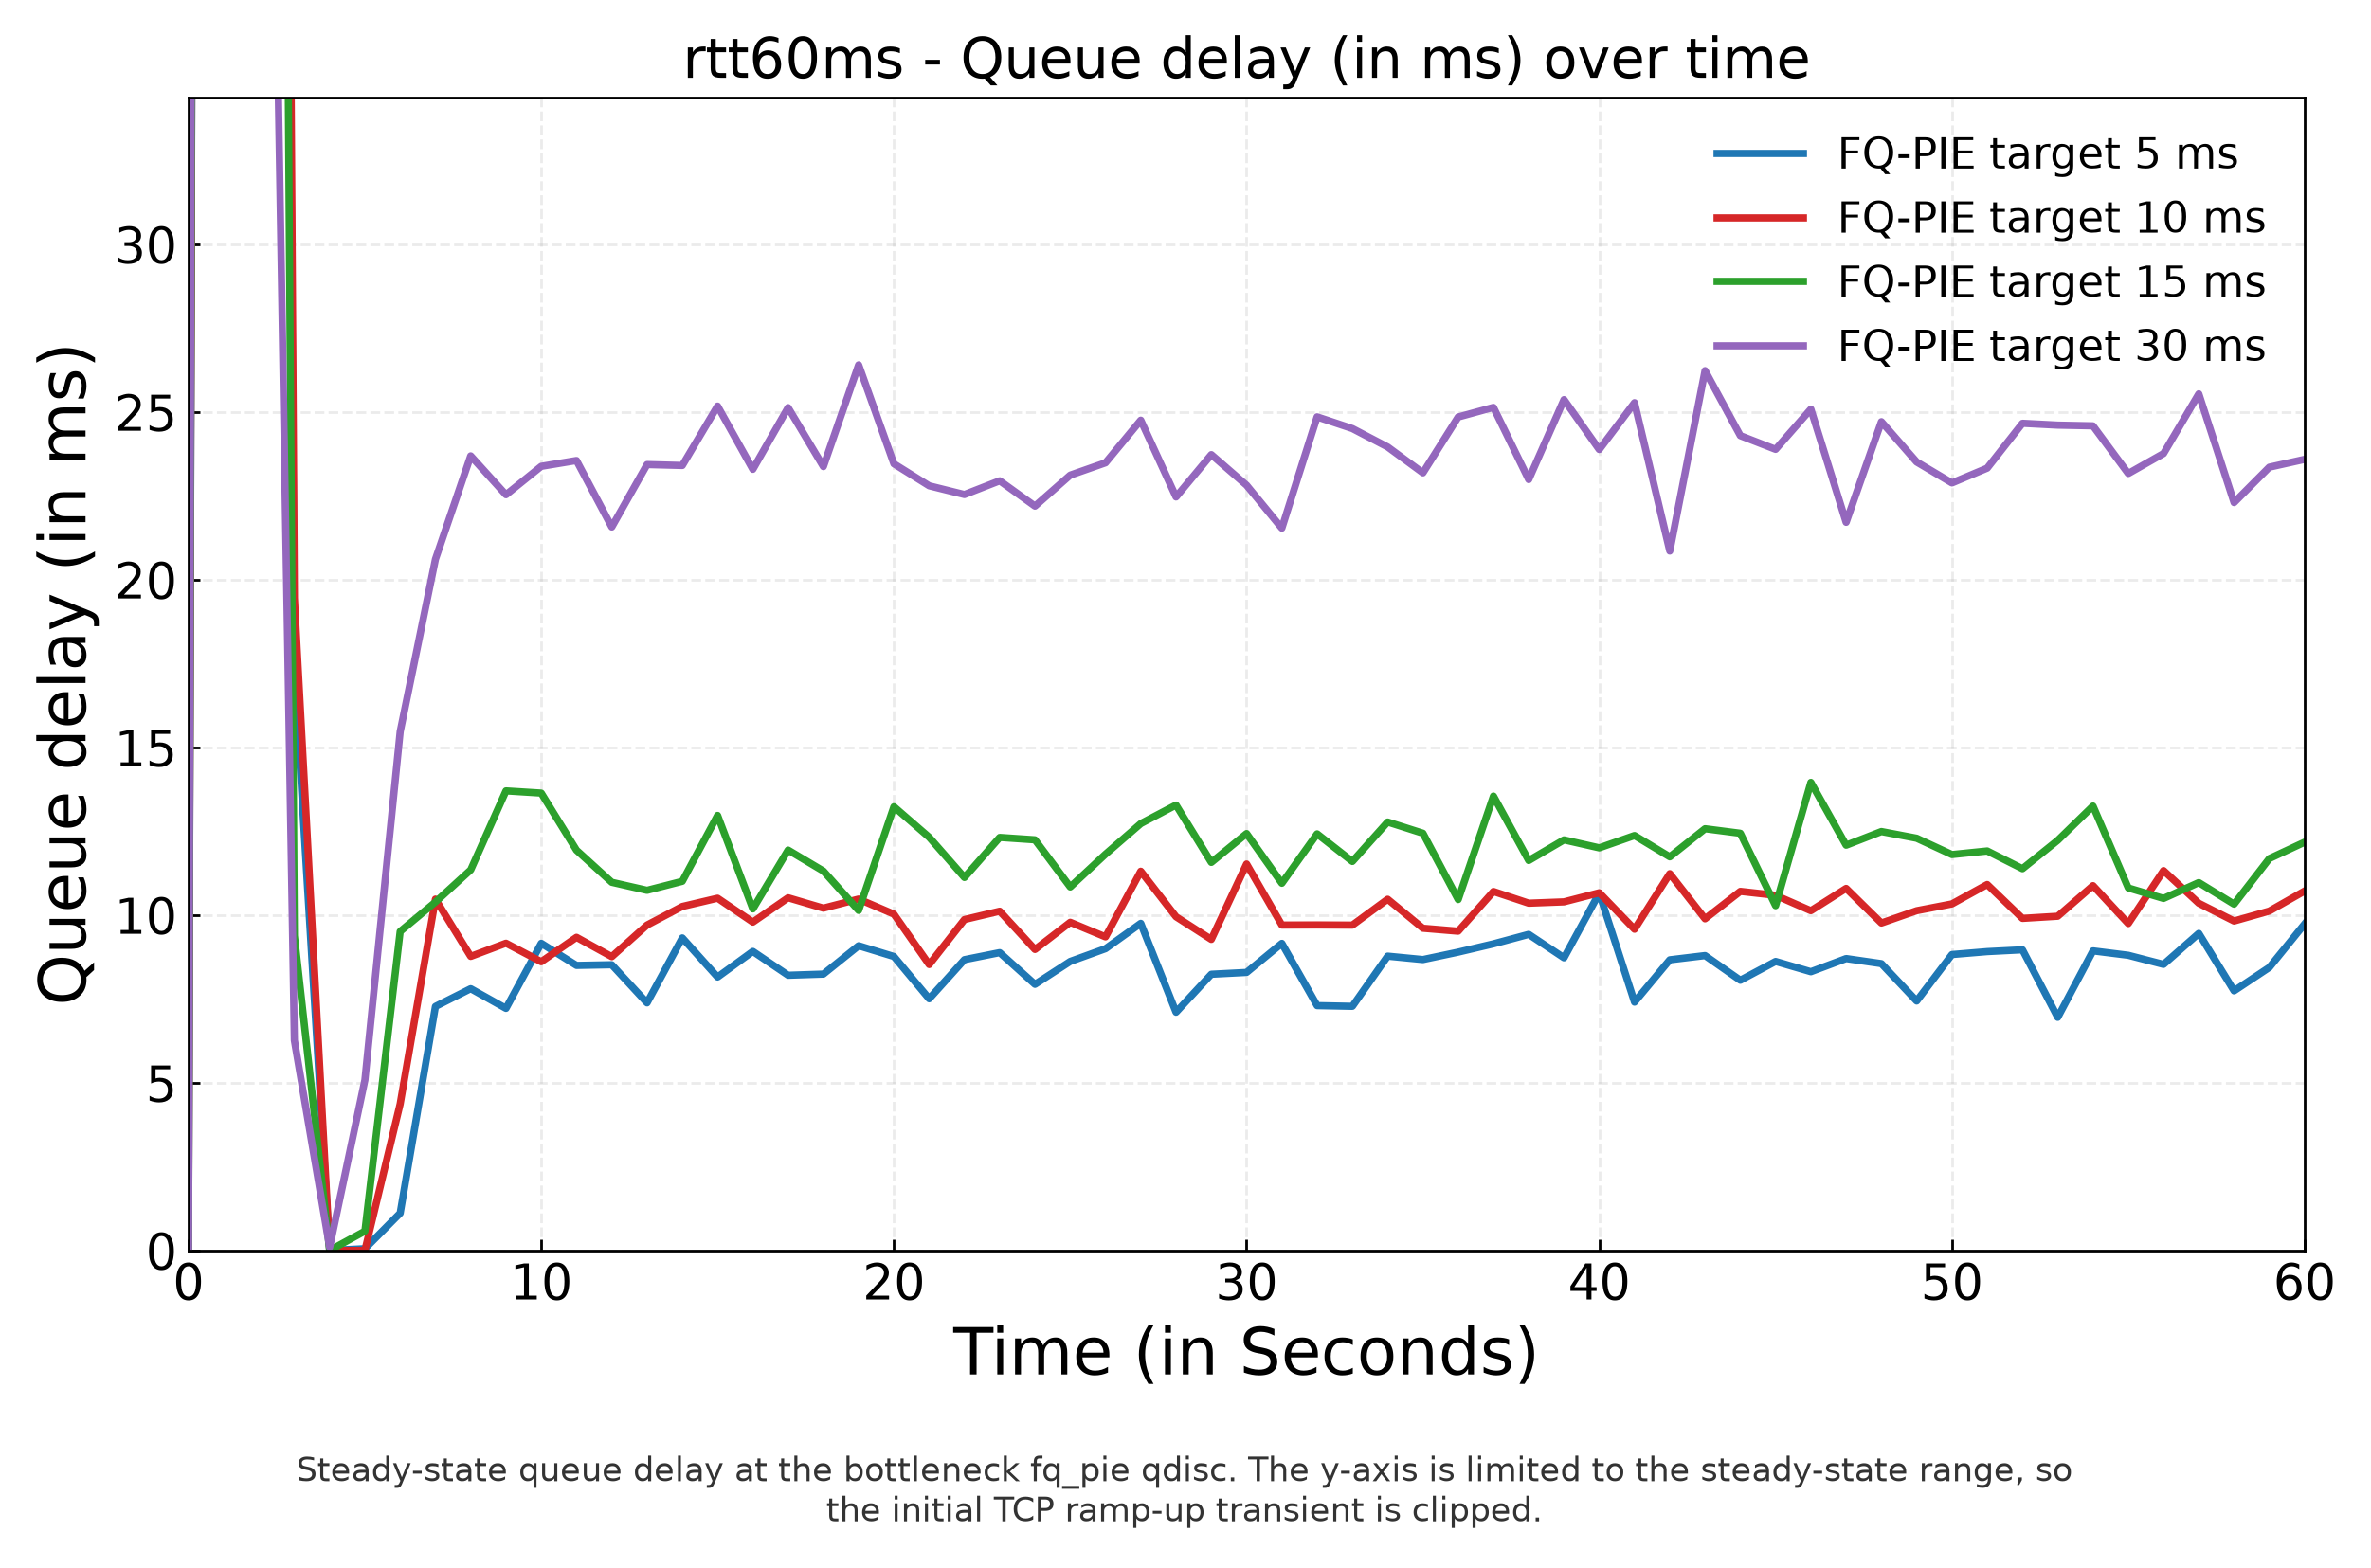 rtt60ms - Queue delay (in ms) over time
FQ-PIE target 5 ms
FQ-PIE target 10 ms
FQ-PIE target 15 ms
FQ-PIE target 30 ms
Queue delay (in ms)
30
25
20
15
10
5
0
0 10 20 30 40 50 60
Time (in Seconds)
Steady-state queue delay at the bottleneck fq_pie qdisc. The y-axis is limited to the steady-state range, so
the initial TCP ramp-up transient is clipped.